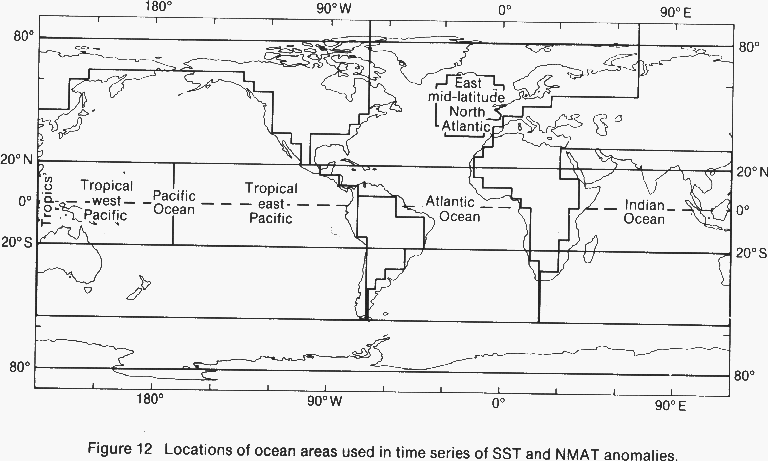 180° 90°W 0° 90°E
80° 80°
East
mid-latitude
North
Atlantic
20°N 20°N
Tropics
Tropical
west
Pacific
Pacific
Ocean
Tropical
east
Pacific
Atlantic
Ocean
Indian
Ocean
0° 0°
20°S 20°S
80° 80°
180° 90°W 0° 90°E
Figure 12 Locations of ocean areas used in time series of SST and NMAT anomalies.